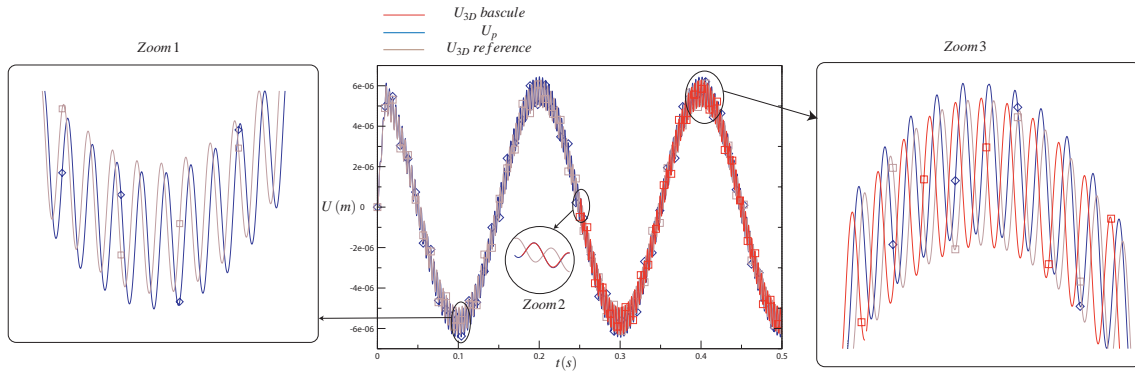 U3D bascule
Up
U3D reference
Zoom1
Zoom3
6e-06
4e-06
2e-06
U (m) 0
-2e-06
-4e-06
-6e-06
Zoom2
0 0.1 0.2 0.3 0.4 0.5
t(s)